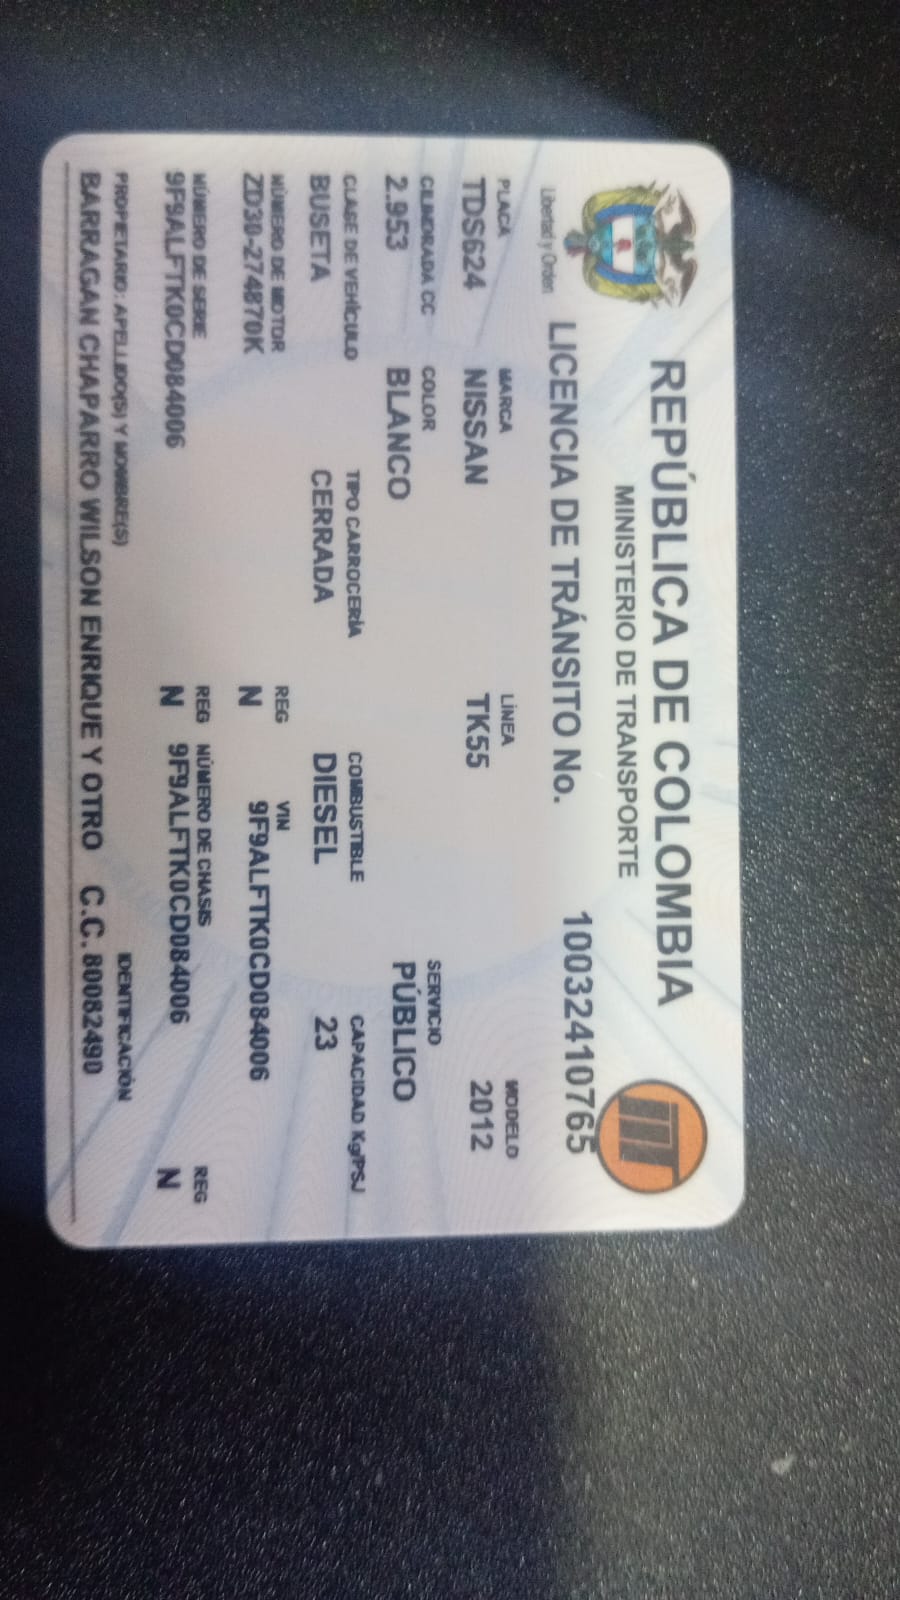 REPÚBLICA DE COLOMBIA
MINISTERIO DE TRANSPORTE
Libertad y Orden
LICENCIA DE TRÁNSITO No. 10032410765
PLACA MARCA LÍNEA MODELO
TDS624 NISSAN TK55 2012
CILINDRADA CC COLOR SERVICIO
2.953 BLANCO PÚBLICO
CLASE DE VEHÍCULO TIPO CARROCERÍA COMBUSTIBLE CAPACIDAD Kg/PSJ
BUSETA CERRADA DIESEL 23
NÚMERO DE MOTOR REG VIN
ZD30-274870K N 9F9ALFTK0CD084006
NÚMERO DE SERIE REG NÚMERO DE CHASIS REG
9F9ALFTK0CD084006 N 9F9ALFTK0CD084006 N
PROPIETARIO: APELLIDO(S) Y NOMBRE(S) IDENTIFICACIÓN
BARRAGAN CHAPARRO WILSON ENRIQUE Y OTRO C.C. 80082490